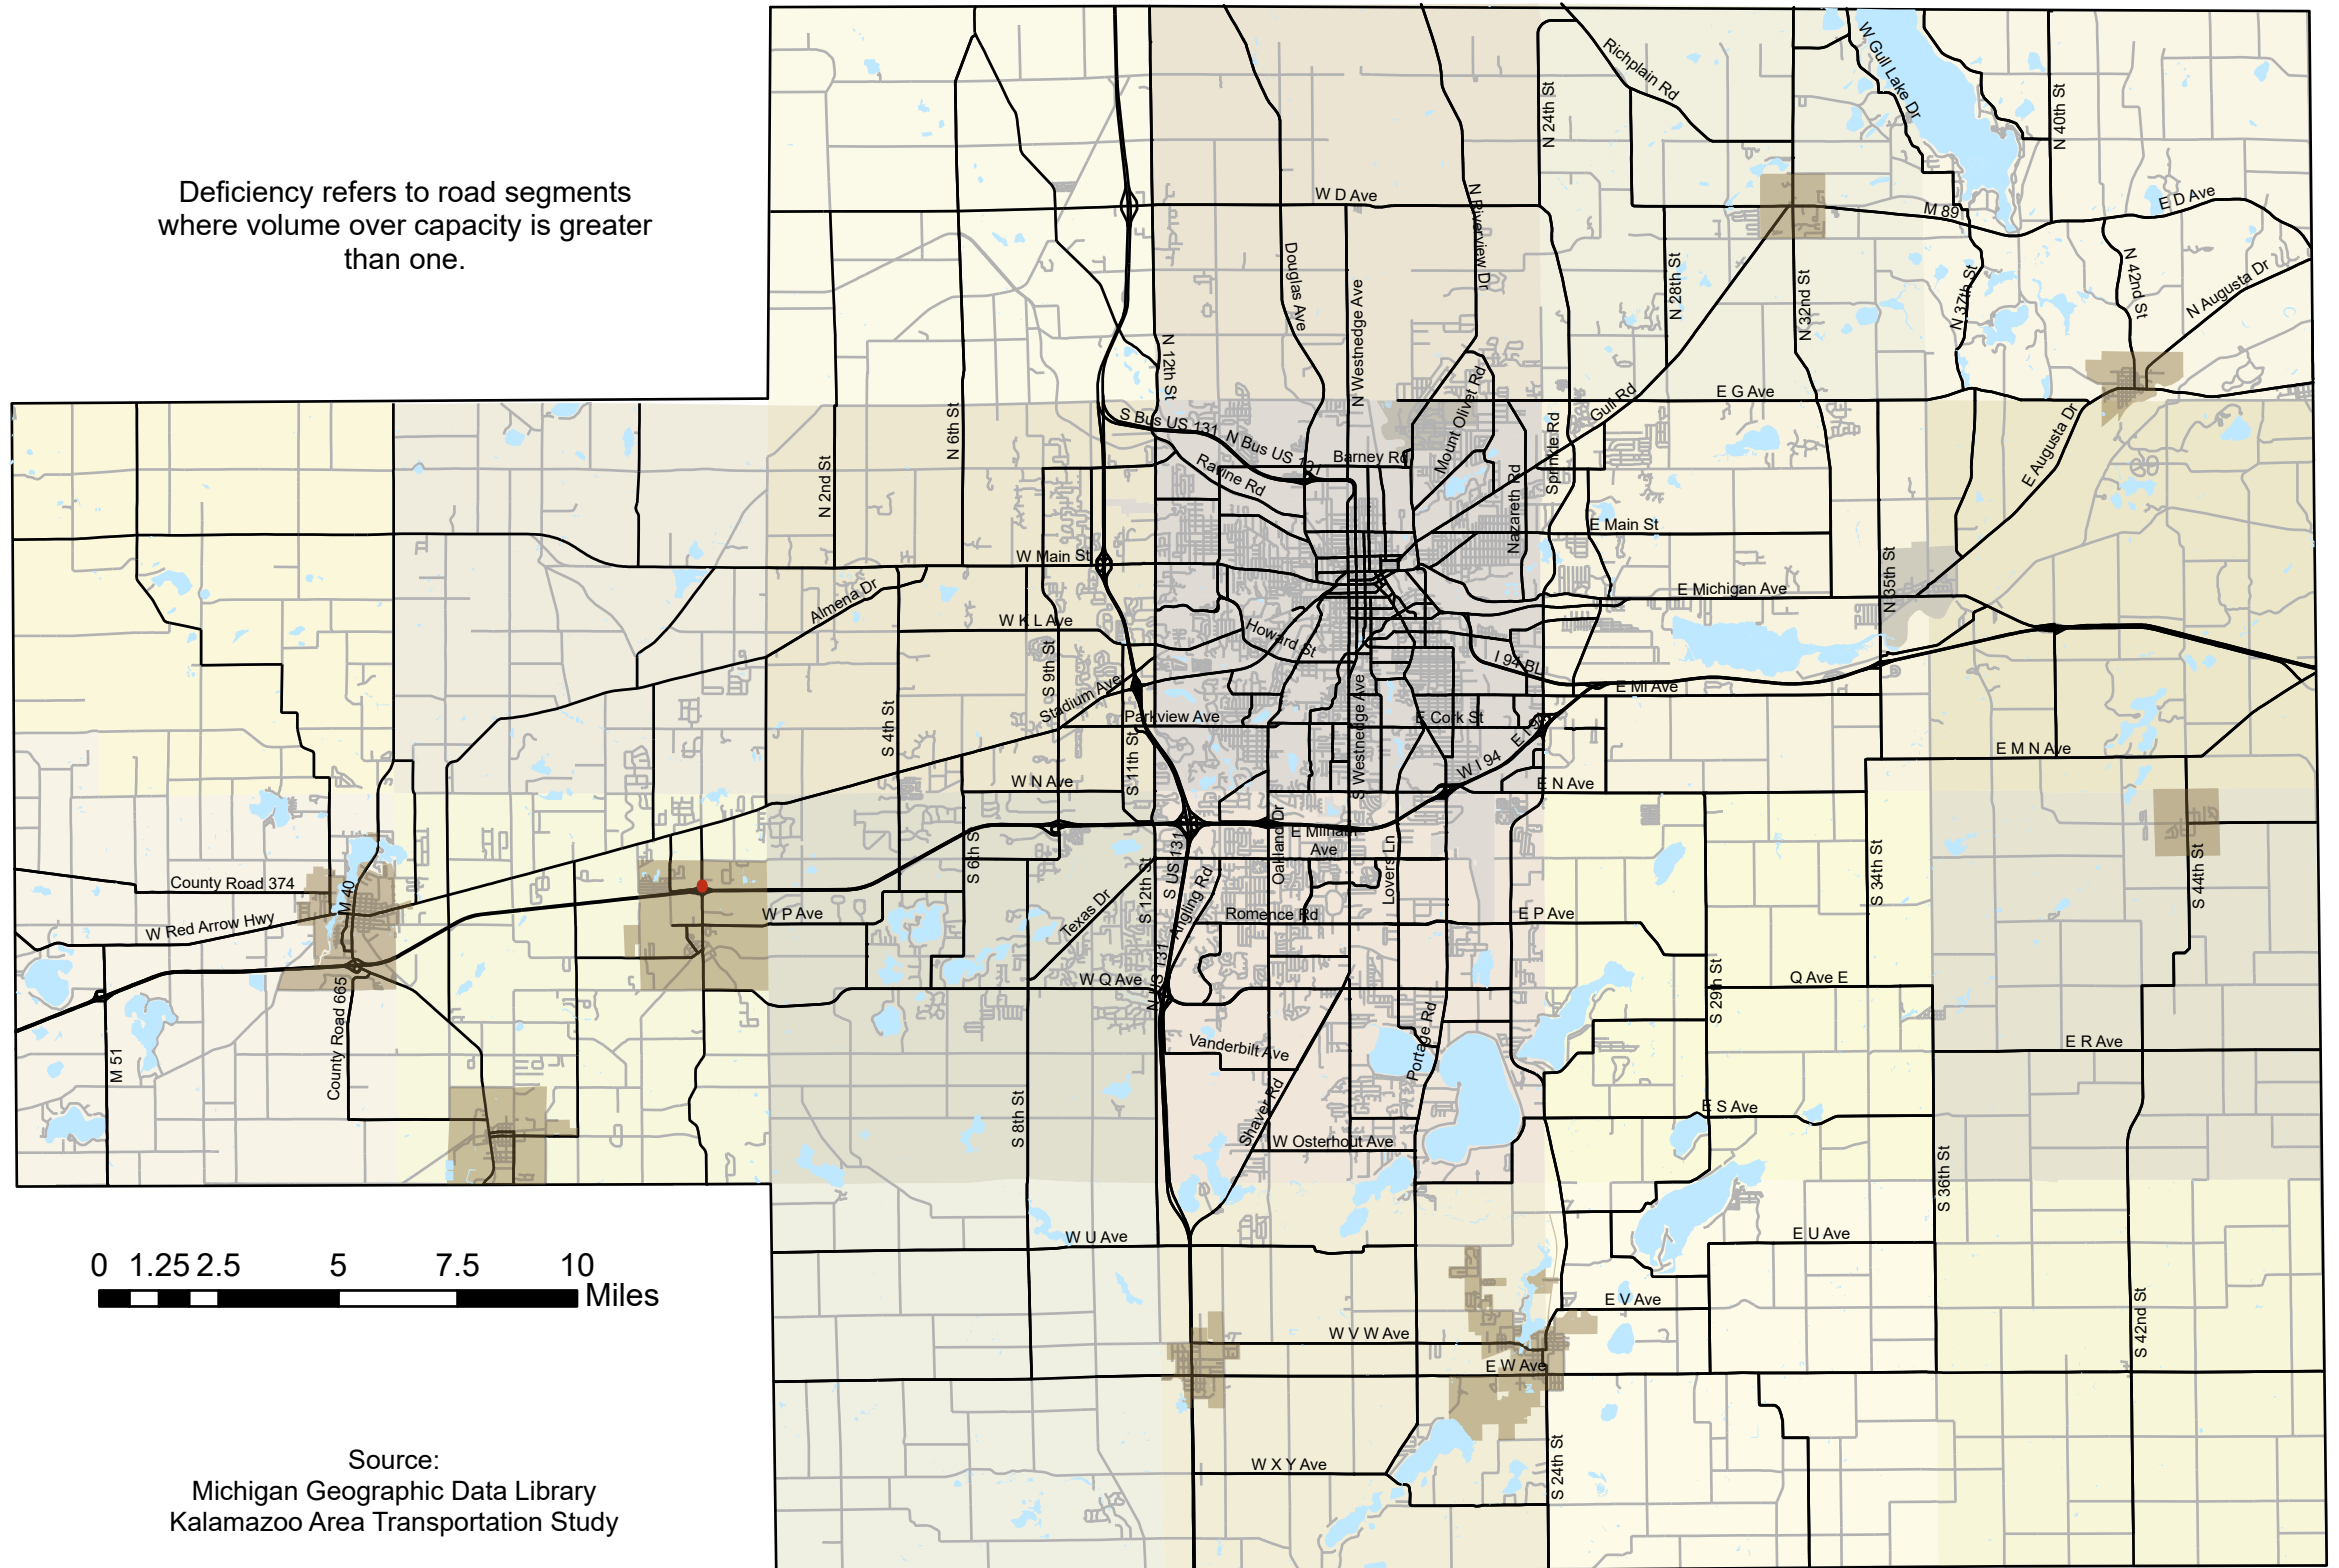 Deficiency refers to road segments
where volume over capacity is greater
than one.
Richplain Rd
W Gull Lake Dr
N 24th St
N 40th St
W D Ave
N Riverview Dr
M 89
E D Ave
Douglas Ave
N Westnedge Ave
N 28th St
N 32nd St
N 37th St
N 42nd St
N Augusta Dr
N 12th St
N 6th St
N 2nd St
S Bus US 131
N Bus US 131
Barney Rd
Ravine Rd
Mount Olivet Rd
Nazareth Rd
Sprinkle Rd
Gull Rd
E G Ave
E Augusta Dr
E Main St
W Main St
Almena Dr
W K L Ave
Howard St
E Michigan Ave
N 35th St
S 9th St
Stadium Ave
Parkview Ave
I 94 BL
E Ml Ave
S 4th St
S 11th St
S Westnedge Ave
E Cork St
E I 94
W I 94
E M N Ave
W N Ave
E N Ave
S 6th St
E Milham
Ave
Oakland Dr
Lovers Ln
S US 131
S 12th St
S 34th St
S 44th St
County Road 374
M 40
W Red Arrow Hwy
W P Ave
Texas Dr
Angling Rd
Romence Rd
E P Ave
W Q Ave
N US 131
Q Ave E
S 29th St
County Road 665
M 51
Vanderbilt Ave
Portage Rd
E R Ave
S 8th St
Shaver Rd
W Osterhout Ave
E S Ave
S 36th St
W U Ave
E U Ave
0 1.25 2.5 5 7.5 10
Miles
E V Ave
W V W Ave
S 42nd St
E W Ave
W X Y Ave
S 24th St
Source:
Michigan Geographic Data Library
Kalamazoo Area Transportation Study